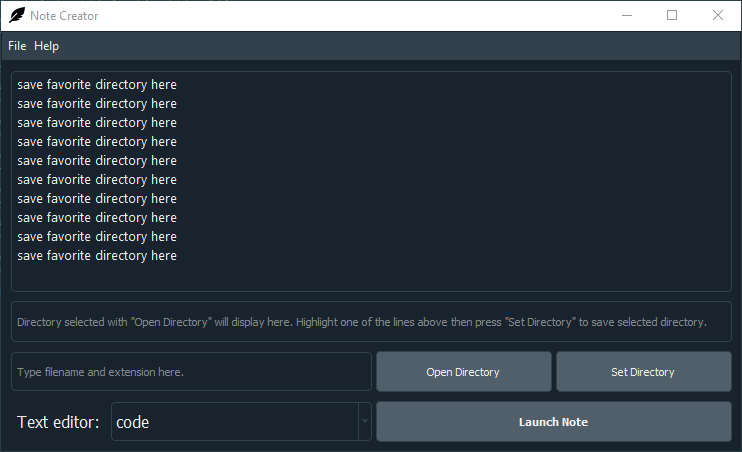 Note Creator
File Help
save favorite directory here
save favorite directory here
save favorite directory here
save favorite directory here
save favorite directory here
save favorite directory here
save favorite directory here
save favorite directory here
save favorite directory here
save favorite directory here
Directory selected with "Open Directory" will display here. Highlight one of the lines above then press "Set Directory" to save selected directory.
Type filename and extension here. Open Directory Set Directory
Text editor: code Launch Note